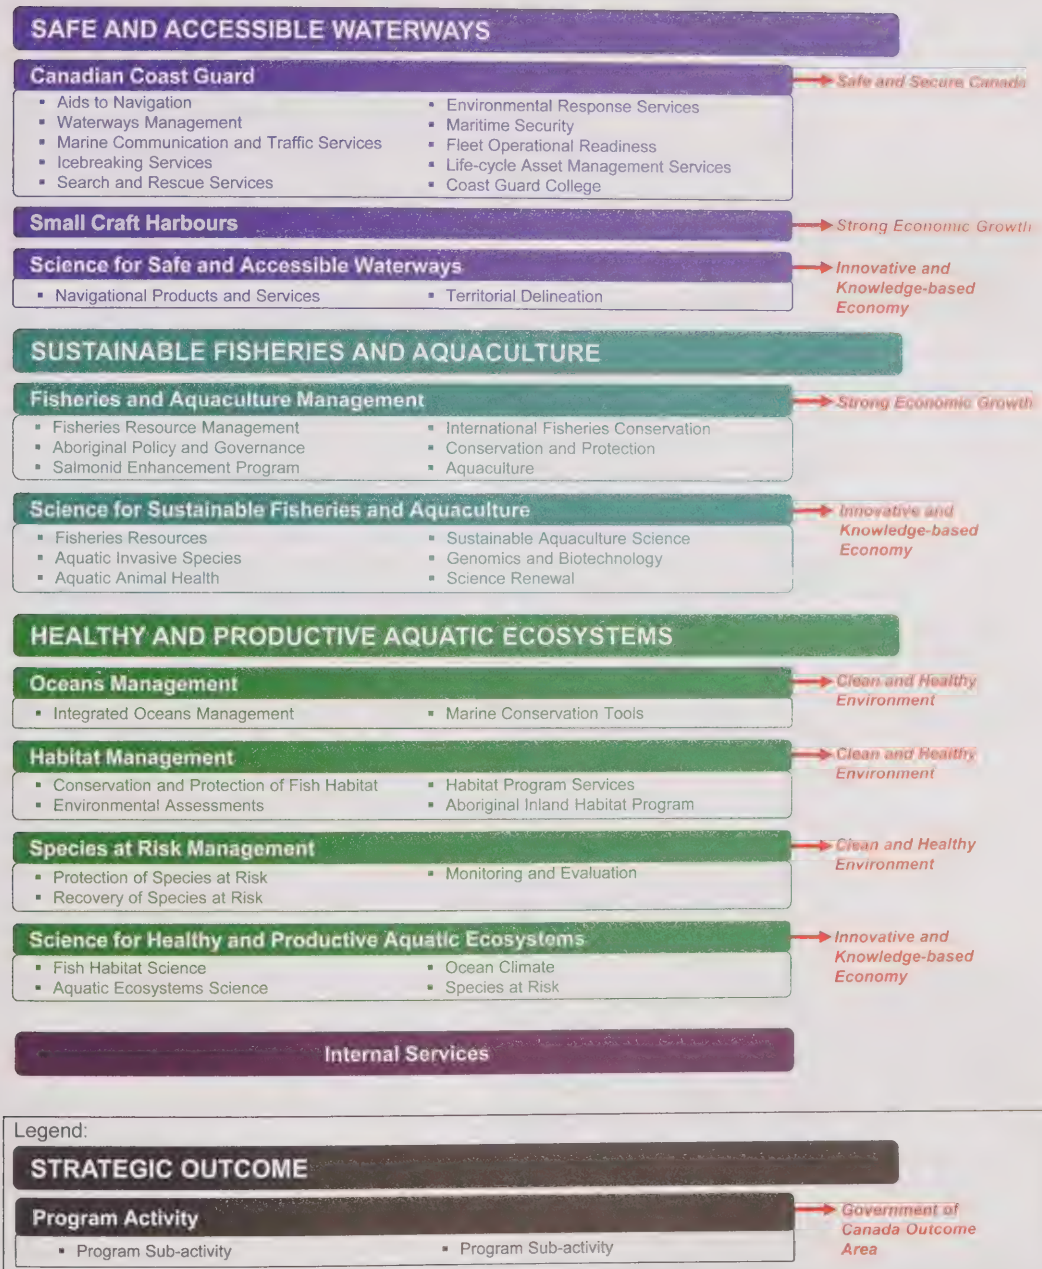 SAFE AND ACCESSIBLE WATERWAYS
Canadian Coast Guard
Safe and Secure Canada
▪ Aids to Navigation
▪ Waterways Management
▪ Marine Communication and Traffic Services
▪ Icebreaking Services
▪ Search and Rescue Services
▪ Environmental Response Services
▪ Maritime Security
▪ Fleet Operational Readiness
▪ Life-cycle Asset Management Services
▪ Coast Guard College
Small Craft Harbours
Strong Economic Growth
Science for Safe and Accessible Waterways
Innovative and
Knowledge-based
Economy
▪ Navigational Products and Services
▪ Territorial Delineation
SUSTAINABLE FISHERIES AND AQUACULTURE
Fisheries and Aquaculture Management
Strong Economic Growth
▪ Fisheries Resource Management
▪ Aboriginal Policy and Governance
▪ Salmonid Enhancement Program
▪ International Fisheries Conservation
▪ Conservation and Protection
▪ Aquaculture
Science for Sustainable Fisheries and Aquaculture
Innovative and
Knowledge-based
Economy
▪ Fisheries Resources
▪ Aquatic Invasive Species
▪ Aquatic Animal Health
▪ Sustainable Aquaculture Science
▪ Genomics and Biotechnology
▪ Science Renewal
HEALTHY AND PRODUCTIVE AQUATIC ECOSYSTEMS
Oceans Management
Clean and Healthy
Environment
▪ Integrated Oceans Management
▪ Marine Conservation Tools
Habitat Management
Clean and Healthy
Environment
▪ Conservation and Protection of Fish Habitat
▪ Environmental Assessments
▪ Habitat Program Services
▪ Aboriginal Inland Habitat Program
Species at Risk Management
Clean and Healthy
Environment
▪ Protection of Species at Risk
▪ Recovery of Species at Risk
▪ Monitoring and Evaluation
Science for Healthy and Productive Aquatic Ecosystems
Innovative and
Knowledge-based
Economy
▪ Fish Habitat Science
▪ Aquatic Ecosystems Science
▪ Ocean Climate
▪ Species at Risk
Internal Services
Legend:
STRATEGIC OUTCOME
Program Activity
Government of
Canada Outcome
Area
▪ Program Sub-activity
▪ Program Sub-activity